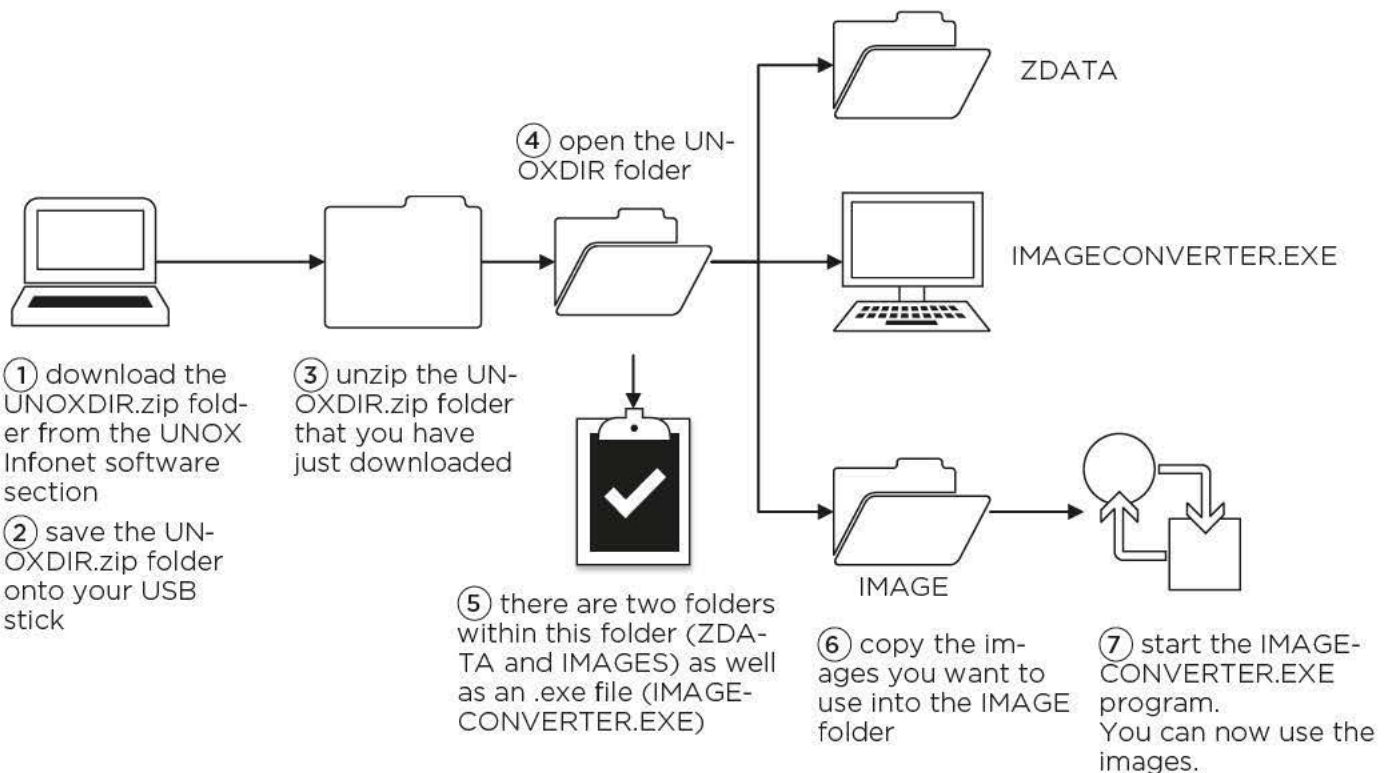 ZDATA
④ open the UN-
OXDIR folder
IMAGECONVERTER.EXE
① download the
UNOXDIR.zip fold-
er from the UNOX
Infonet software
section
② save the UN-
OXDIR.zip folder
onto your USB
stick
③ unzip the UN-
OXDIR.zip folder
that you have
just downloaded
⑤ there are two folders
within this folder (ZDA-
TA and IMAGES) as well
as an .exe file (IMAGE-
CONVERTER.EXE)
IMAGE
⑥ copy the im-
ages you want to
use into the IMAGE
folder
⑦ start the IMAGE-
CONVERTER.EXE
program.
You can now use the
images.